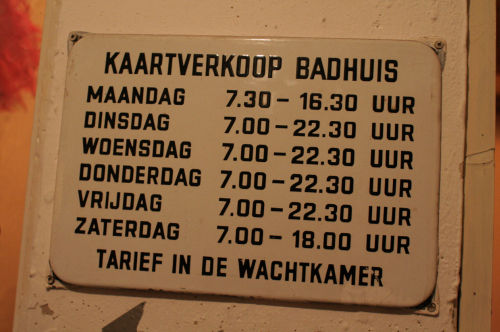 KAARTVERKOOP BADHUIS
MAANDAG 7.30 - 16.30 UUR
DINSDAG 7.00 - 22.30 UUR
WOENSDAG 7.00 - 22.30 UUR
DONDERDAG 7.00 - 22.30 UUR
VRIJDAG 7.00 - 22.30 UUR
ZATERDAG 7.00 - 18.00 UUR
TARIEF IN DE WACHTKAMER